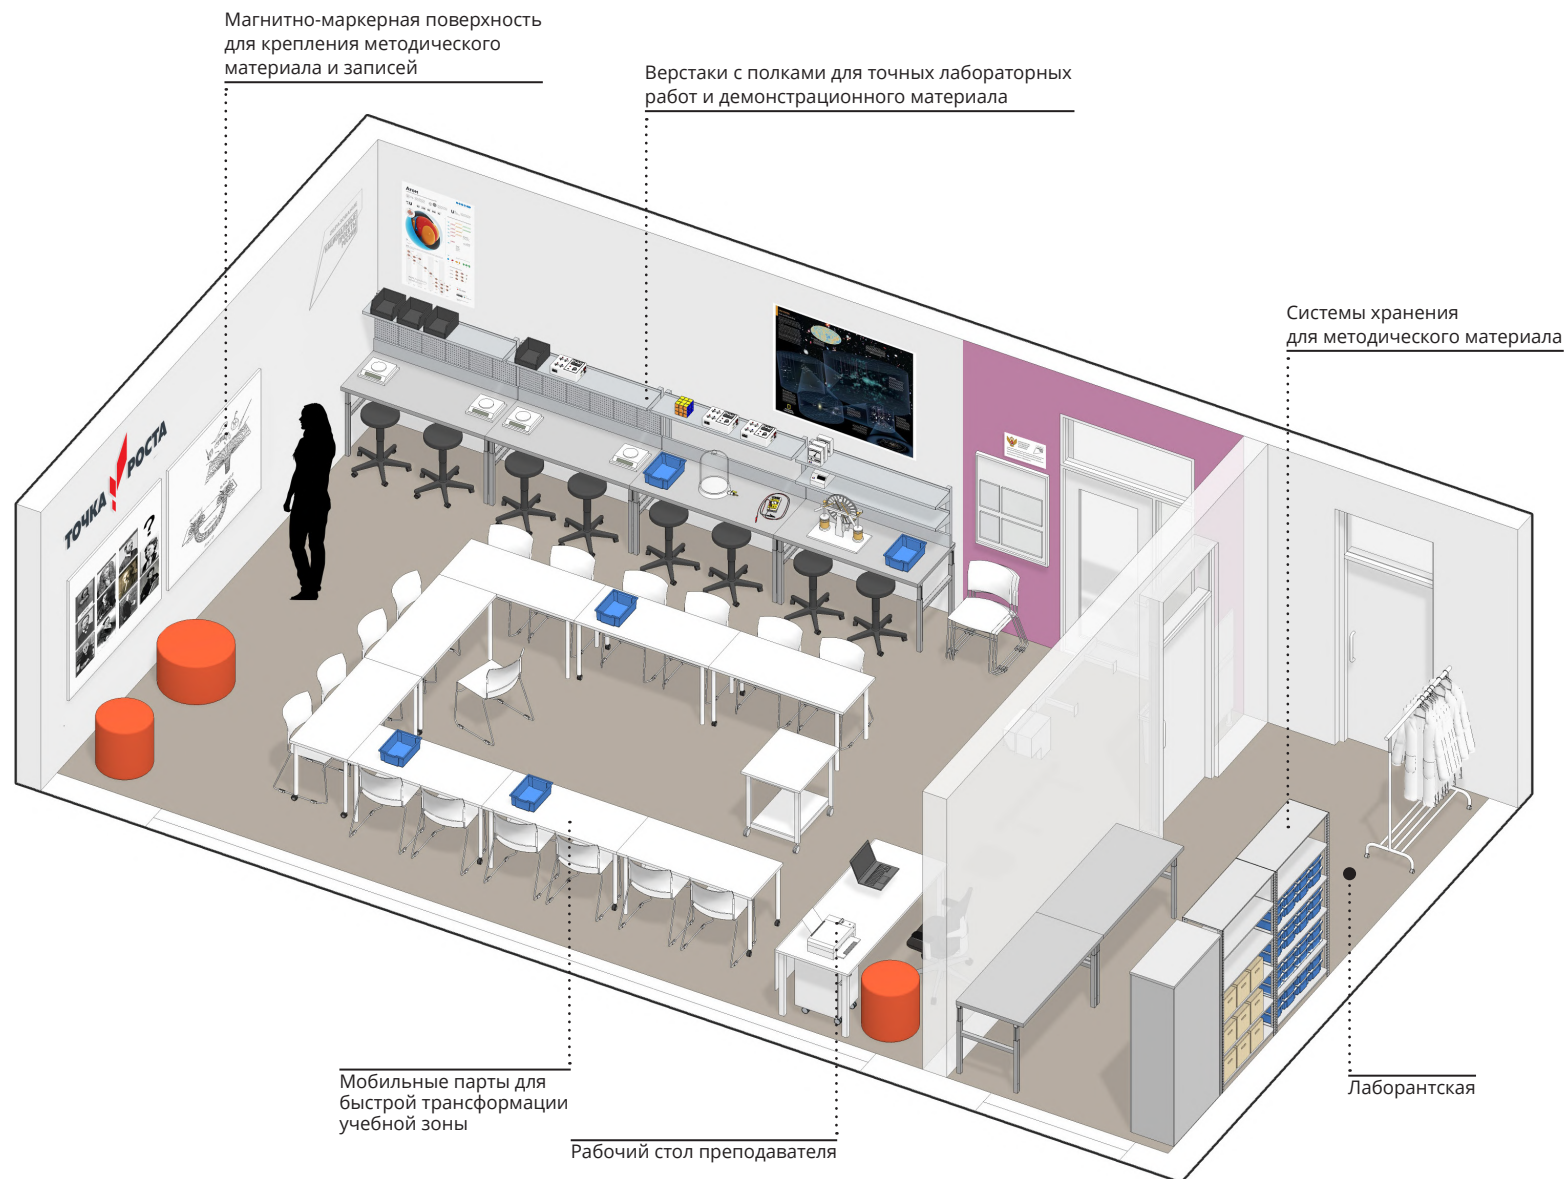 Магнитно-маркерная поверхность
для крепления методического
материала и записей
Верстаки с полками для точных лабораторных
работ и демонстрационного материала
Системы хранения
для методического материала
Атом
ТОЧКА РОСТА
?
Мобильные парты для
быстрой трансформации
учебной зоны
Рабочий стол преподавателя
Лаборантская